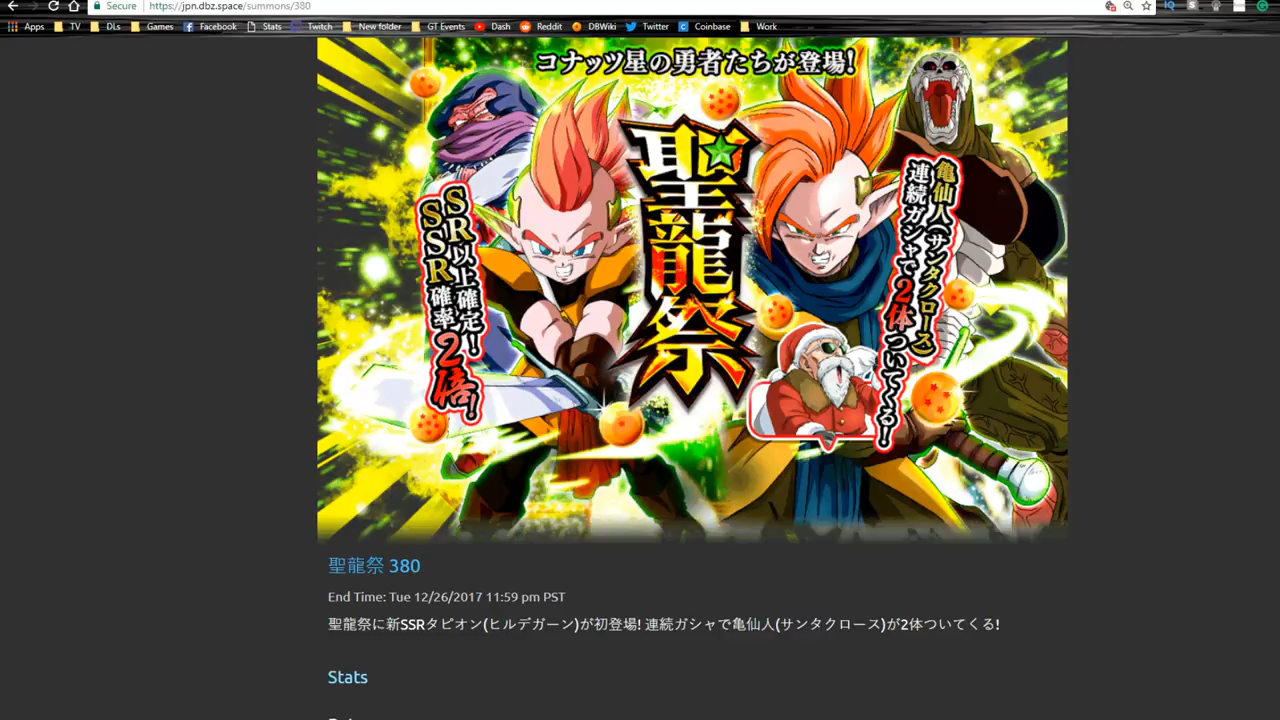 Secure https://jpn.dbz.space/summons/380
Apps TV DLs Games Facebook Stats Twitch New folder GT Events Dash Reddit DBWiki Twitter Coinbase Work
コナッツ星の勇者たちが登場!
聖龍祭
SR以上確定!
SSR確率2倍!
亀仙人(サンタクロース)
連続ガシャで2体ついてくる!
聖龍祭 380
End Time: Tue 12/26/2017 11:59 pm PST
聖龍祭に新SSRタピオン(ヒルデガーン)が初登場! 連続ガシャで亀仙人(サンタクロース)が2体ついてくる!
Stats